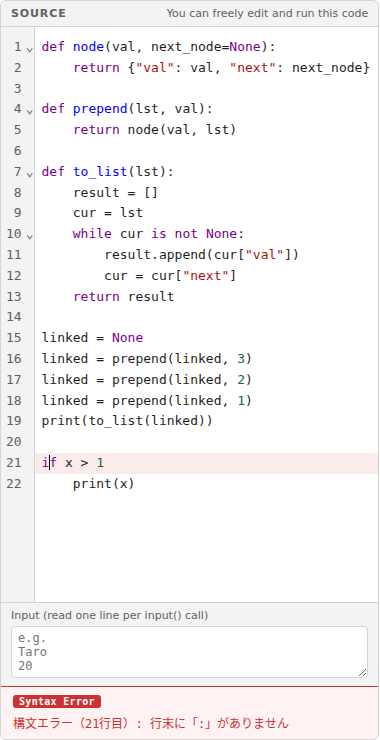 SOURCE You can freely edit and run this code
1 def node(val, next_node=None):
2     return {"val": val, "next": next_node}
3
4 def prepend(lst, val):
5     return node(val, lst)
6
7 def to_list(lst):
8     result = []
9     cur = lst
10     while cur is not None:
11         result.append(cur["val"])
12         cur = cur["next"]
13     return result
14
15 linked = None
16 linked = prepend(linked, 3)
17 linked = prepend(linked, 2)
18 linked = prepend(linked, 1)
19 print(to_list(linked))
20
21 if x > 1
22     print(x)
Input (read one line per input() call)
e.g.
Taro
20
Syntax Error
構文エラー（21行目）: 行末に「:」がありません